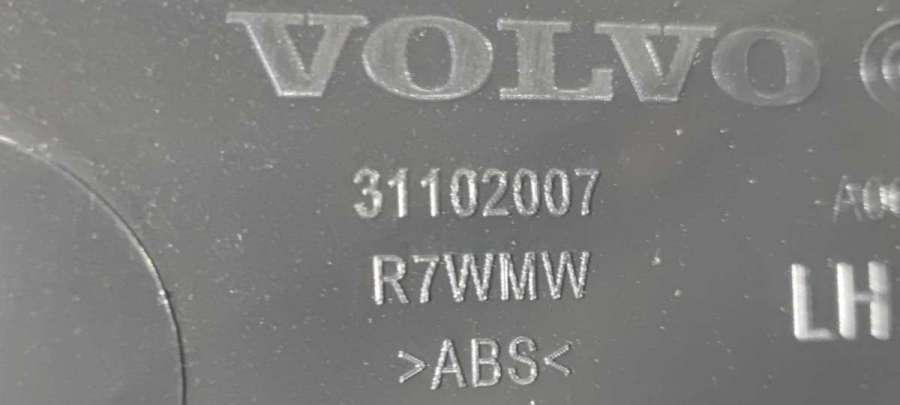 VOLVO ©
31102007
R7WMW LH
>ABS<